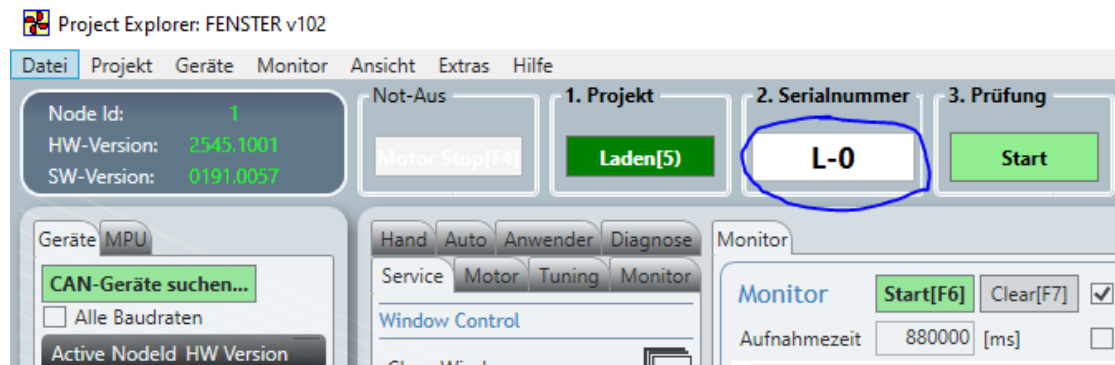 Project Explorer: FENSTER v102
Datei Projekt Geräte Monitor Ansicht Extras Hilfe
Node Id: 1
HW-Version: 2545.1001
SW-Version: 0191.0057
Not-Aus
Motor Stop[F4]
1. Projekt
Laden(5)
2. Serialnummer
L-0
3. Prüfung
Start
Geräte MPU
CAN-Geräte suchen...
Alle Baudraten
Active NodeId HW Version
Hand Auto Anwender Diagnose
Service Motor Tuning Monitor
Window Control
Monitor
Monitor Start[F6] Clear[F7]
Aufnahmezeit 880000 [ms]